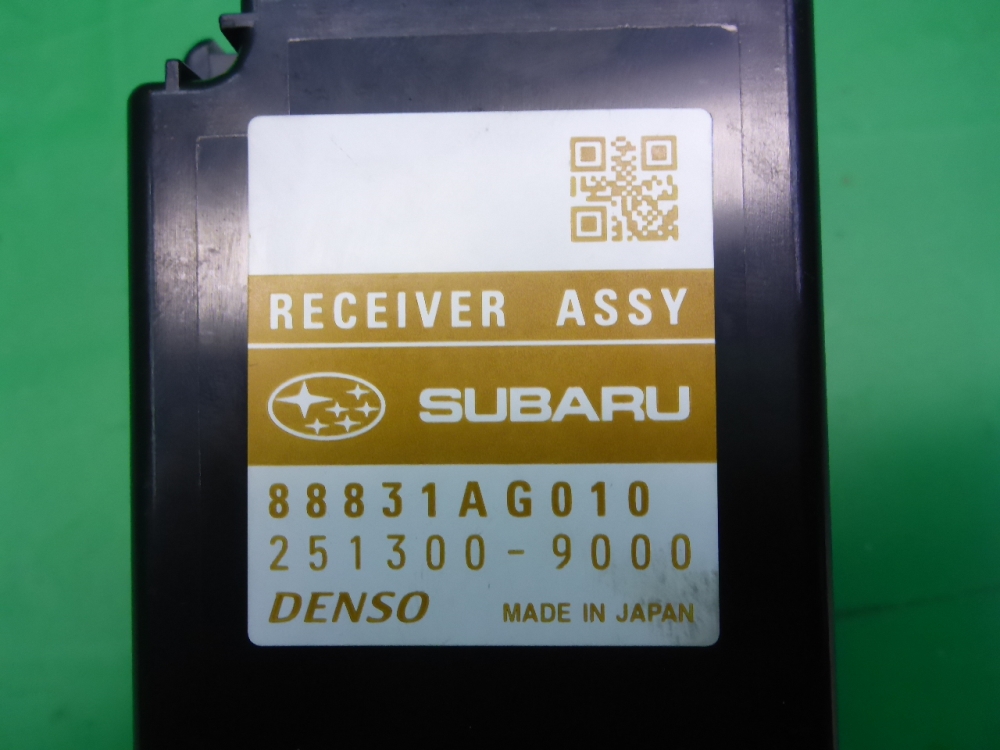 RECEIVER ASSY
SUBARU
88831AG010
251300-9000
DENSO MADE IN JAPAN